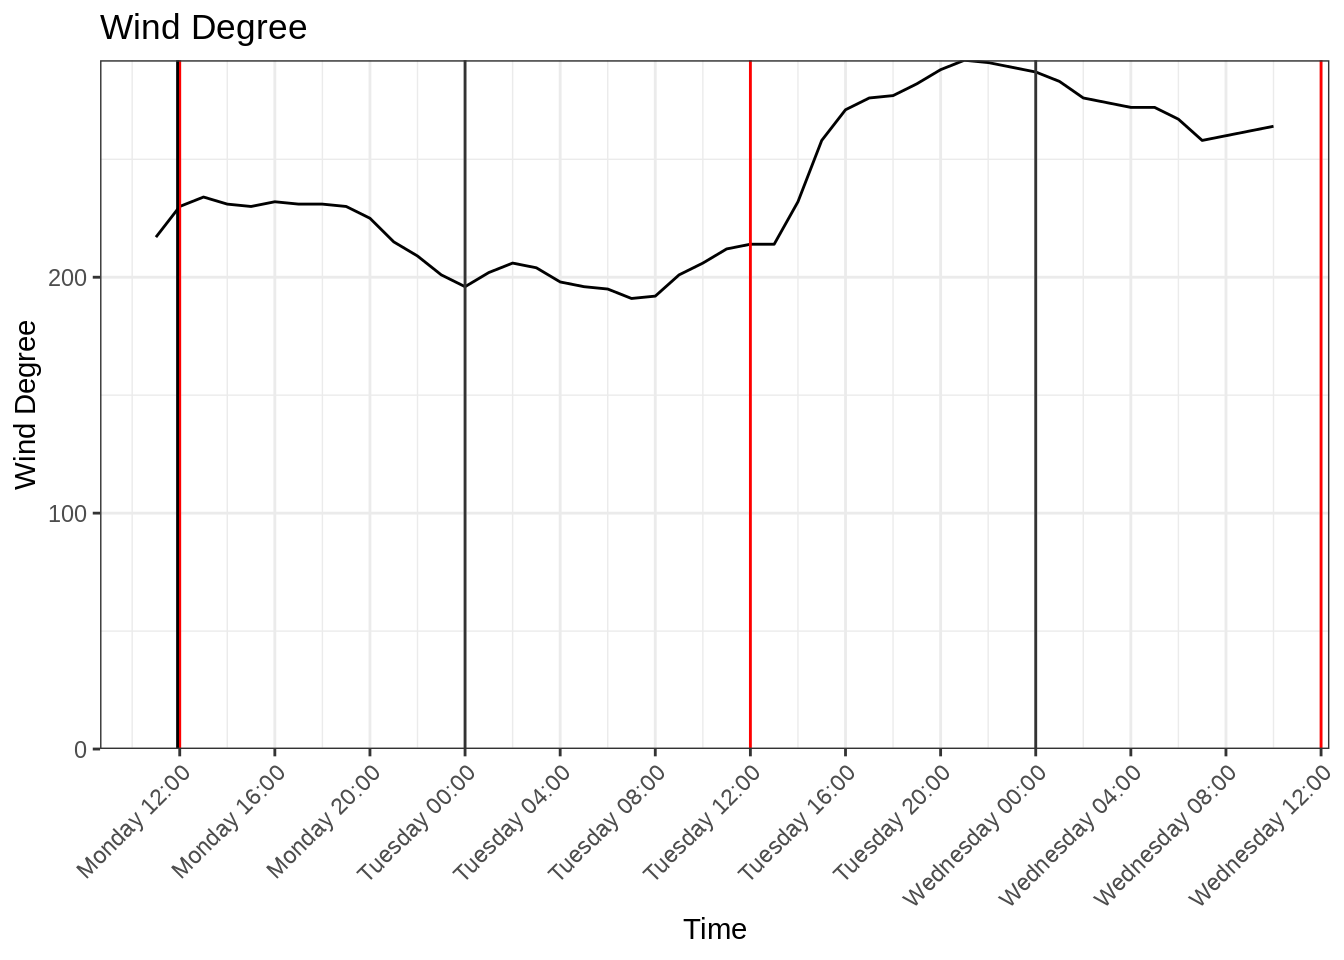 Wind Degree
Wind Degree
200
100
0
Monday 12:00
Monday 16:00
Monday 20:00
Tuesday 00:00
Tuesday 04:00
Tuesday 08:00
Tuesday 12:00
Tuesday 16:00
Tuesday 20:00
Wednesday 00:00
Wednesday 04:00
Wednesday 08:00
Wednesday 12:00
Time